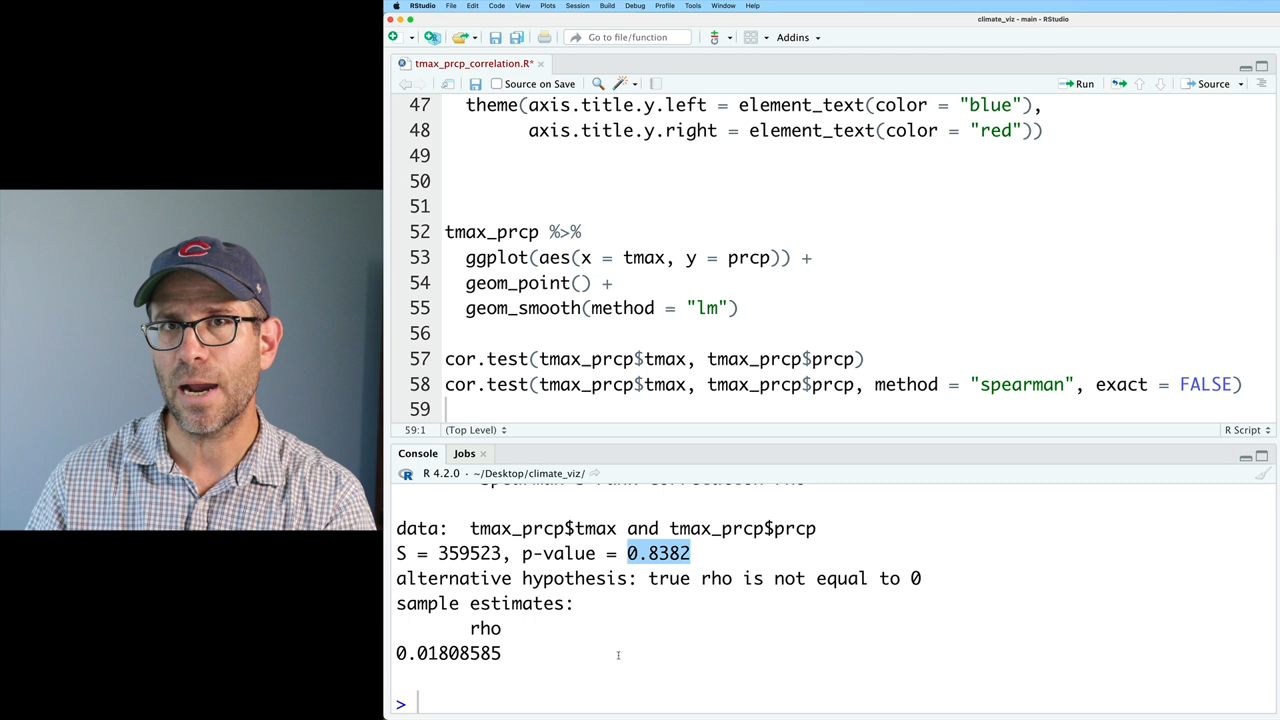 RStudio File Edit Code View Plots Session Build Debug Profile Tools Window Help
climate_viz - main - RStudio
Go to file/function Addins
tmax_prcp_correlation.R*
Source on Save Run Source
47 theme(axis.title.y.left = element_text(color = "blue"),
48 axis.title.y.right = element_text(color = "red"))
49
50
51
52 tmax_prcp %>%
53 ggplot(aes(x = tmax, y = prcp)) +
54 geom_point() +
55 geom_smooth(method = "lm")
56
57 cor.test(tmax_prcp$tmax, tmax_prcp$prcp)
58 cor.test(tmax_prcp$tmax, tmax_prcp$prcp, method = "spearman", exact = FALSE)
59
59:1 (Top Level) R Script
Console Jobs
R 4.2.0 · ~/Desktop/climate_viz/
data: tmax_prcp$tmax and tmax_prcp$prcp
S = 359523, p-value = 0.8382
alternative hypothesis: true rho is not equal to 0
sample estimates:
rho
0.01808585
>